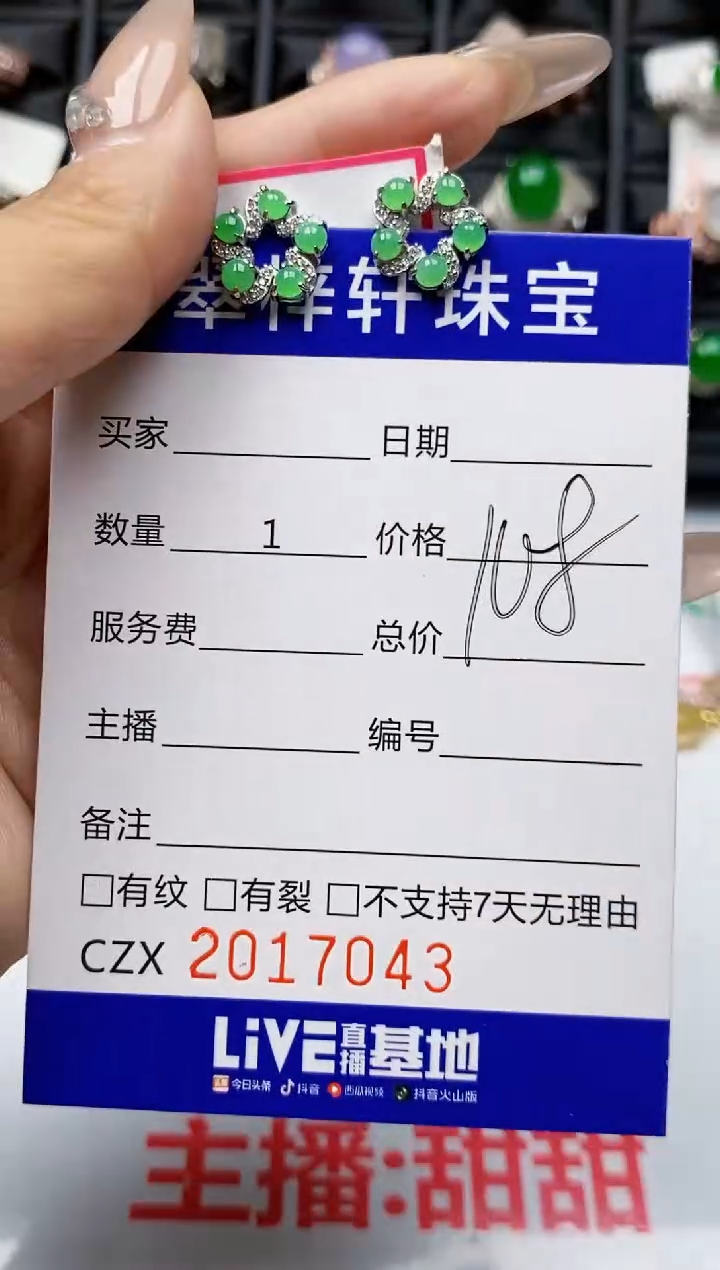 翠梓轩珠宝
买家 日期
数量 1 价格 108
服务费 总价
主播 编号
备注
□有纹 □有裂 □不支持7天无理由
CZX 2017043
LiVE直播基地
今日头条 抖音 西瓜视频 抖音火山版
主播:甜甜